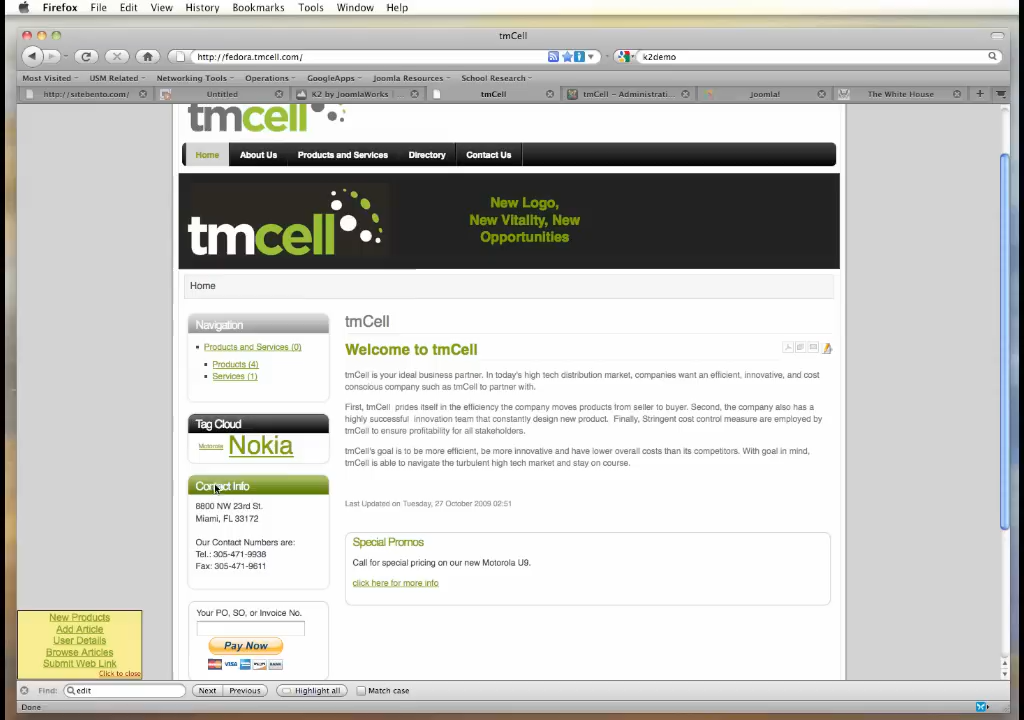 Firefox File Edit View History Bookmarks Tools Window Help
tmCell
http://fedora.tmcell.com/ k2demo
Most Visited USM Related Networking Tools Operations GoogleApps Joomla Resources School Research
http://sitebento.com/ Untitled K2 by JoomlaWorks | ... tmCell tmCell - Administrati... Joomla! The White House
tmcell
Home About Us Products and Services Directory Contact Us
tmcell
New Logo,
New Vitality, New
Opportunities
Home
Navigation
Products and Services (0)
Products (4)
Services (1)
Tag Cloud
Motorola Nokia
Contact Info
8800 NW 23rd St.
Miami, FL 33172
Our Contact Numbers are:
Tel.: 305-471-9938
Fax: 305-471-9611
Your PO, SO, or Invoice No.
Pay Now
VISA
tmCell
Welcome to tmCell
tmCell is your ideal business partner. In today's high tech distribution market, companies want an efficient, innovative, and cost
conscious company such as tmCell to partner with.
First, tmCell prides itself in the efficiency the company moves products from seller to buyer. Second, the company also has a
highly successful innovation team that constantly design new product. Finally, Stringent cost control measure are employed by
tmCell to ensure profitability for all stakeholders.
tmCell's goal is to be more efficient, be more innovative and have lower overall costs than its competitors. With goal in mind,
tmCell is able to navigate the turbulent high tech market and stay on course.
Last Updated on Tuesday, 27 October 2009 02:51
Special Promos
Call for special pricing on our new Motorola U9.
click here for more info
New Products
Add Article
User Details
Browse Articles
Submit Web Link
Click to close
Find: edit Next Previous Highlight all Match case
Done